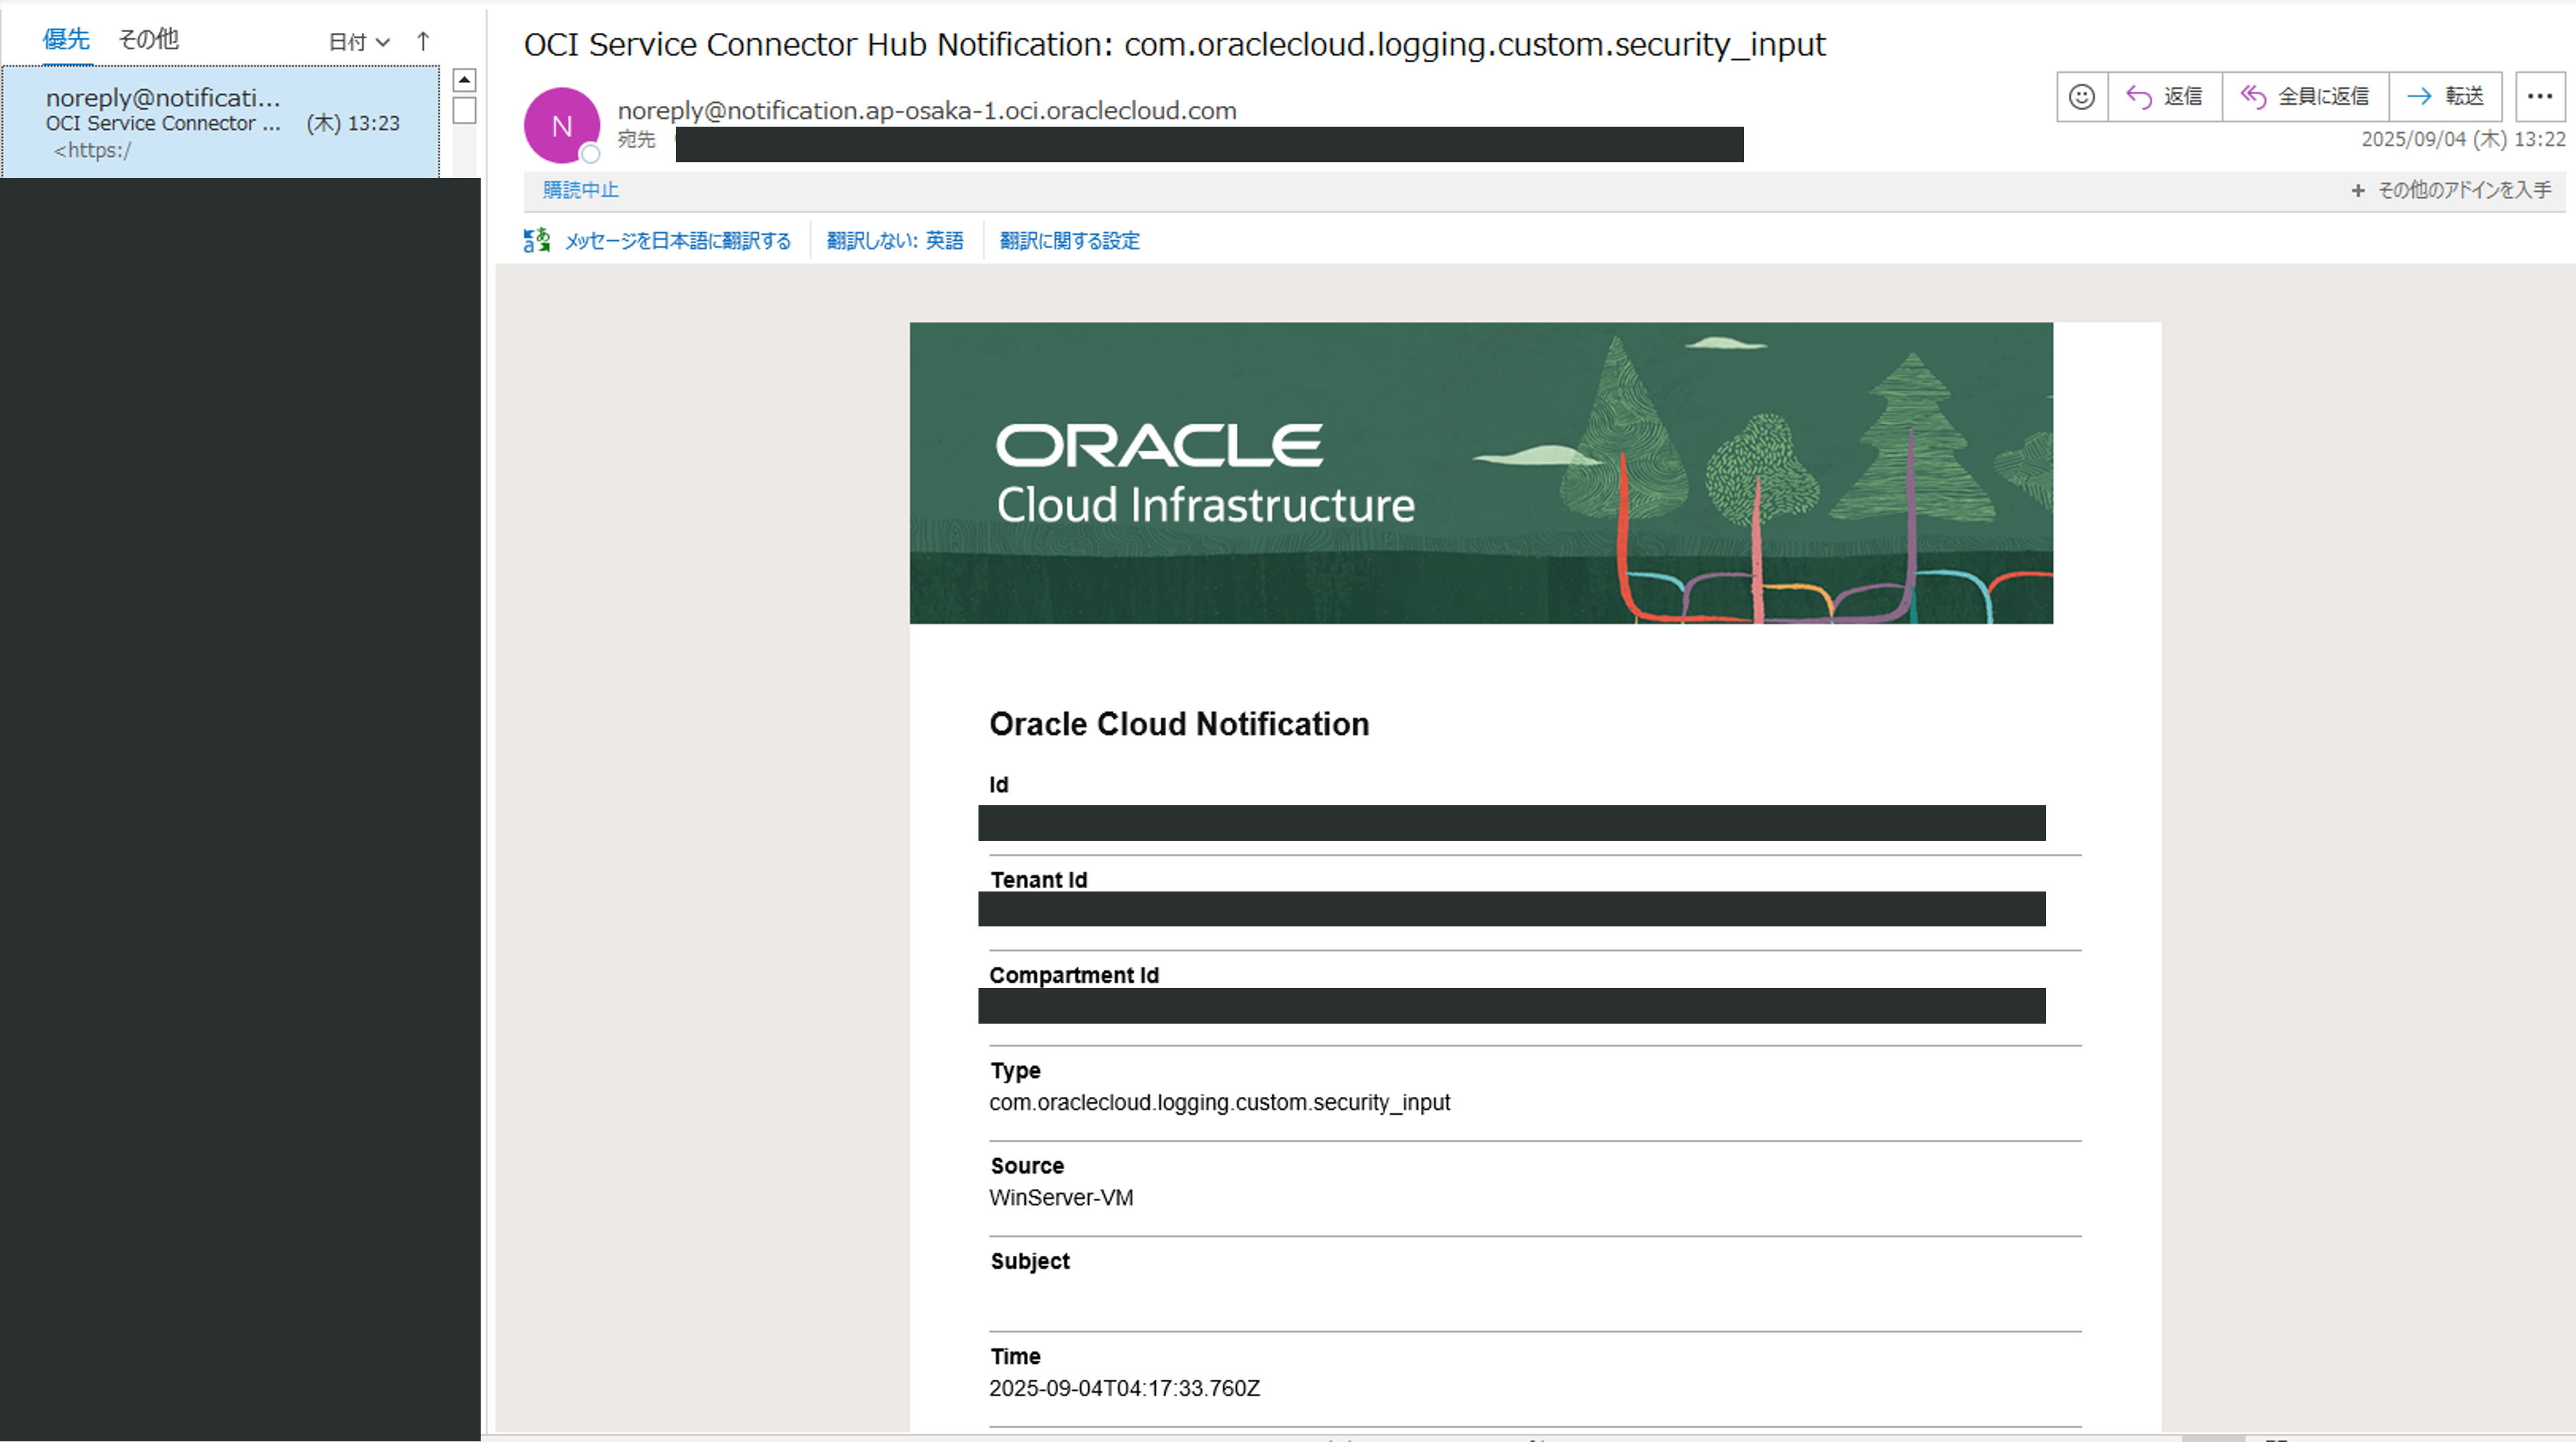 優先 その他 日付 ↑
noreply@notificati...
OCI Service Connector ... (木) 13:23
<https:/
OCI Service Connector Hub Notification: com.oraclecloud.logging.custom.security_input
N
noreply@notification.ap-osaka-1.oci.oraclecloud.com
宛先
返信 全員に返信 転送 ...
2025/09/04 (木) 13:22
購読中止
+ その他のアドインを入手
メッセージを日本語に翻訳する 翻訳しない: 英語 翻訳に関する設定
ORACLE
Cloud Infrastructure
Oracle Cloud Notification
Id
Tenant Id
Compartment Id
Type
com.oraclecloud.logging.custom.security_input
Source
WinServer-VM
Subject
Time
2025-09-04T04:17:33.760Z